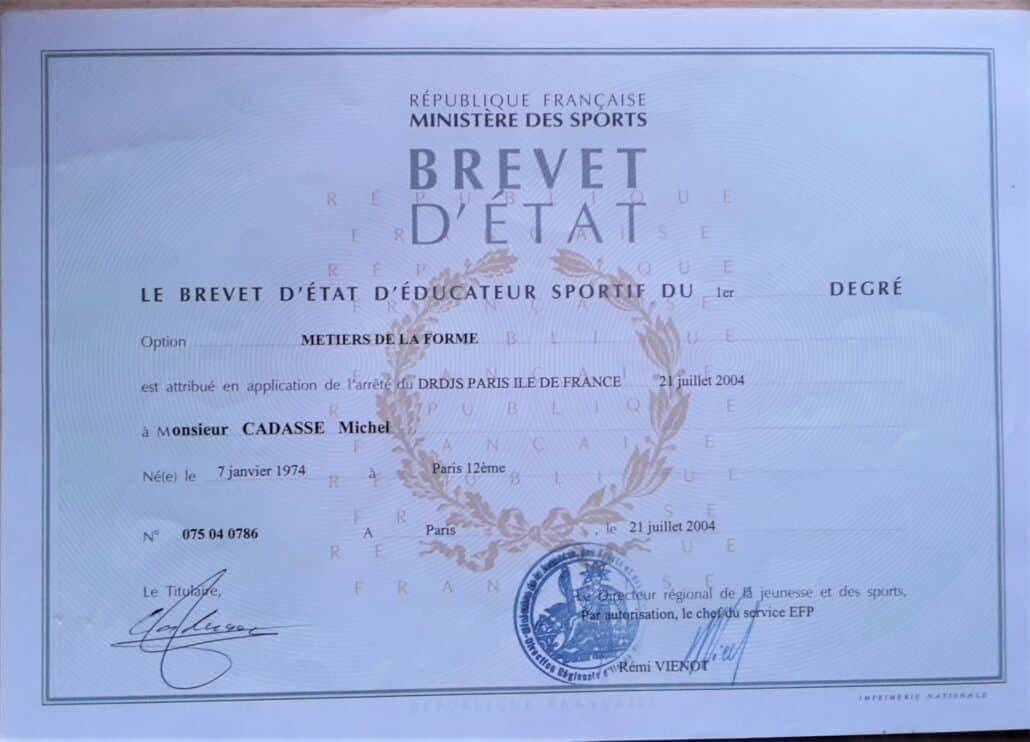 RÉPUBLIQUE FRANÇAISE
MINISTÈRE DES SPORTS
BREVET
D'ÉTAT
LE BREVET D'ÉTAT D'ÉDUCATEUR SPORTIF DU 1er DEGRÉ
Option METIERS DE LA FORME
est attribué en application de l'arrêté du DRDJS PARIS ILE DE FRANCE 21 juillet 2004
à Monsieur CADASSE Michel
Né(e) le 7 janvier 1974 à Paris 12ème
N° 075 04 0786 A Paris , le 21 juillet 2004
Le Titulaire,
Le Directeur régional de la jeunesse et des sports,
Par autorisation, le chef du service EFP
Rémi VIENOT
IMPRIMERIE NATIONALE